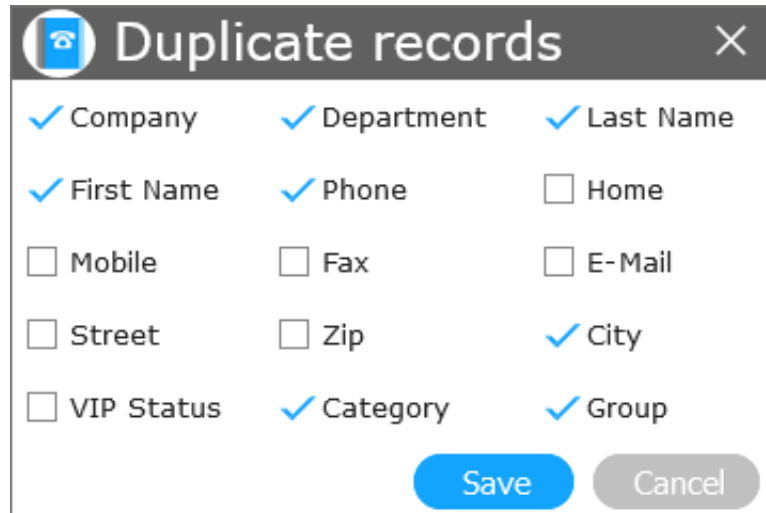 Duplicate records
Company Department Last Name
First Name Phone Home
Mobile Fax E-Mail
Street Zip City
VIP Status Category Group
Save Cancel